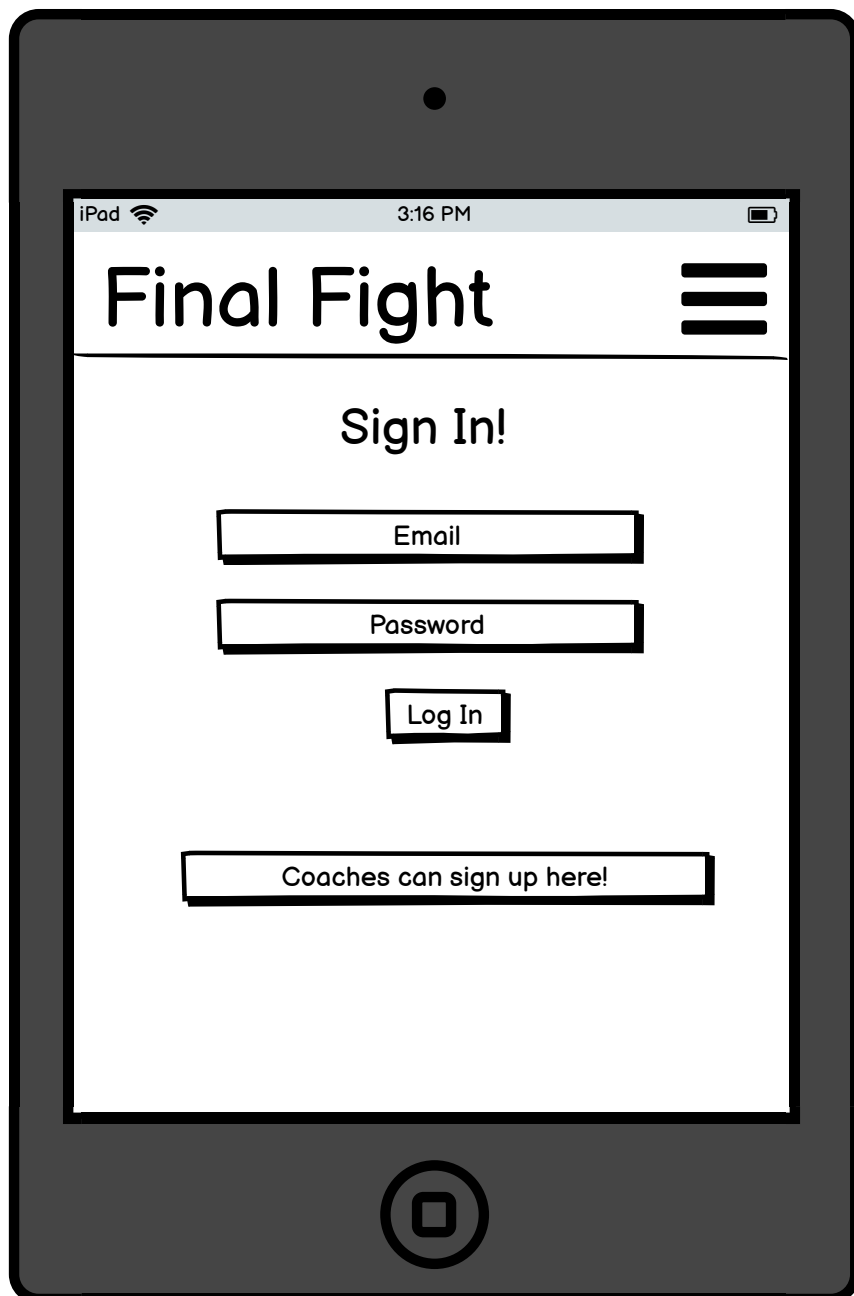 iPad 3:16 PM
Final Fight
Sign In!
Email
Password
Log In
Coaches can sign up here!